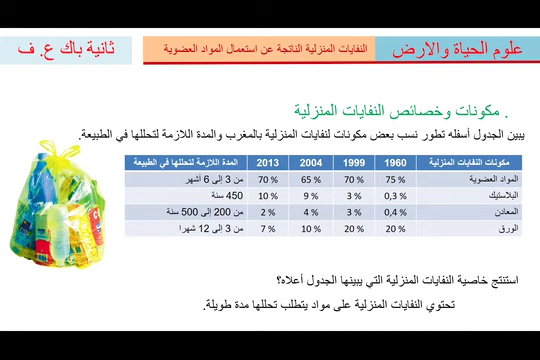 علوم الحياة والارض
النفايات المنزلية الناتجة عن استعمال المواد العضوية
ثانية باك ع. ف
. مكونات وخصائص النفايات المنزلية
يبين الجدول أسفله تطور نسب بعض مكونات لنفايات المنزلية بالمغرب والمدة اللازمة لتحللها في الطبيعة.
مكونات النفايات المنزلية 1960 1999 2004 2013 المدة اللازمة لتحللها في الطبيعة
المواد العضوية 75 % 70 % 65 % 70 % من 3 إلى 6 أشهر
البلاستيك 0,3 % 3 % 9 % 10 % 450 سنة
المعادن 0,4 % 3 % 4 % 2 % من 200 إلى 500 سنة
الورق 20 % 20 % 10 % 7 % من 3 إلى 12 شهرا
استنتج خاصية النفايات المنزلية التي يبينها الجدول أعلاه؟
تحتوي النفايات المنزلية على مواد يتطلب تحللها مدة طويلة.